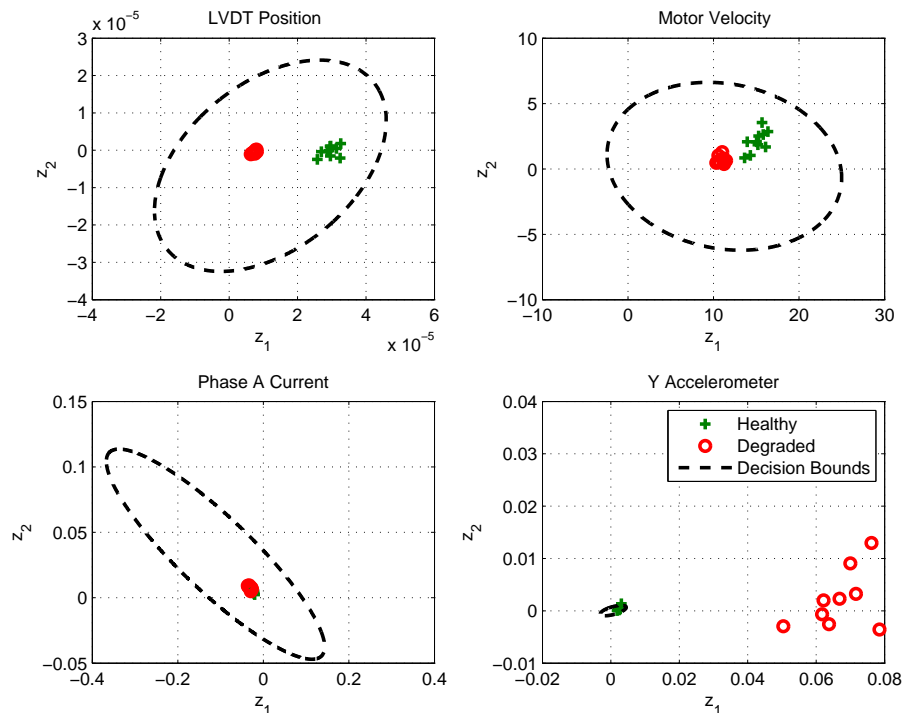 LVDT Position
x 10⁻⁵
3
2
1
0
−1
−2
−3
−4
z₂
−4 −2 0 2 4 6
z₁
x 10⁻⁵
Motor Velocity
10
5
0
−5
−10
z₂
−10 0 10 20 30
z₁
Phase A Current
0.15
0.1
0.05
0
−0.05
z₂
−0.4 −0.2 0 0.2 0.4
z₁
Y Accelerometer
0.04
0.03
0.02
0.01
0
−0.01
z₂
−0.02 0 0.02 0.04 0.06 0.08
z₁
Healthy
Degraded
Decision Bounds